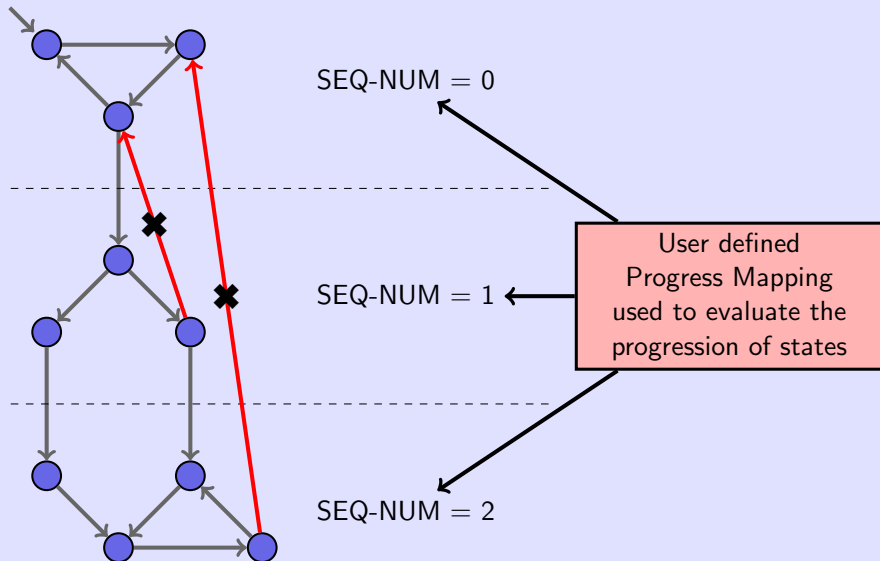 SEQ-NUM = 0
SEQ-NUM = 1
SEQ-NUM = 2
User defined
Progress Mapping
used to evaluate the
progression of states